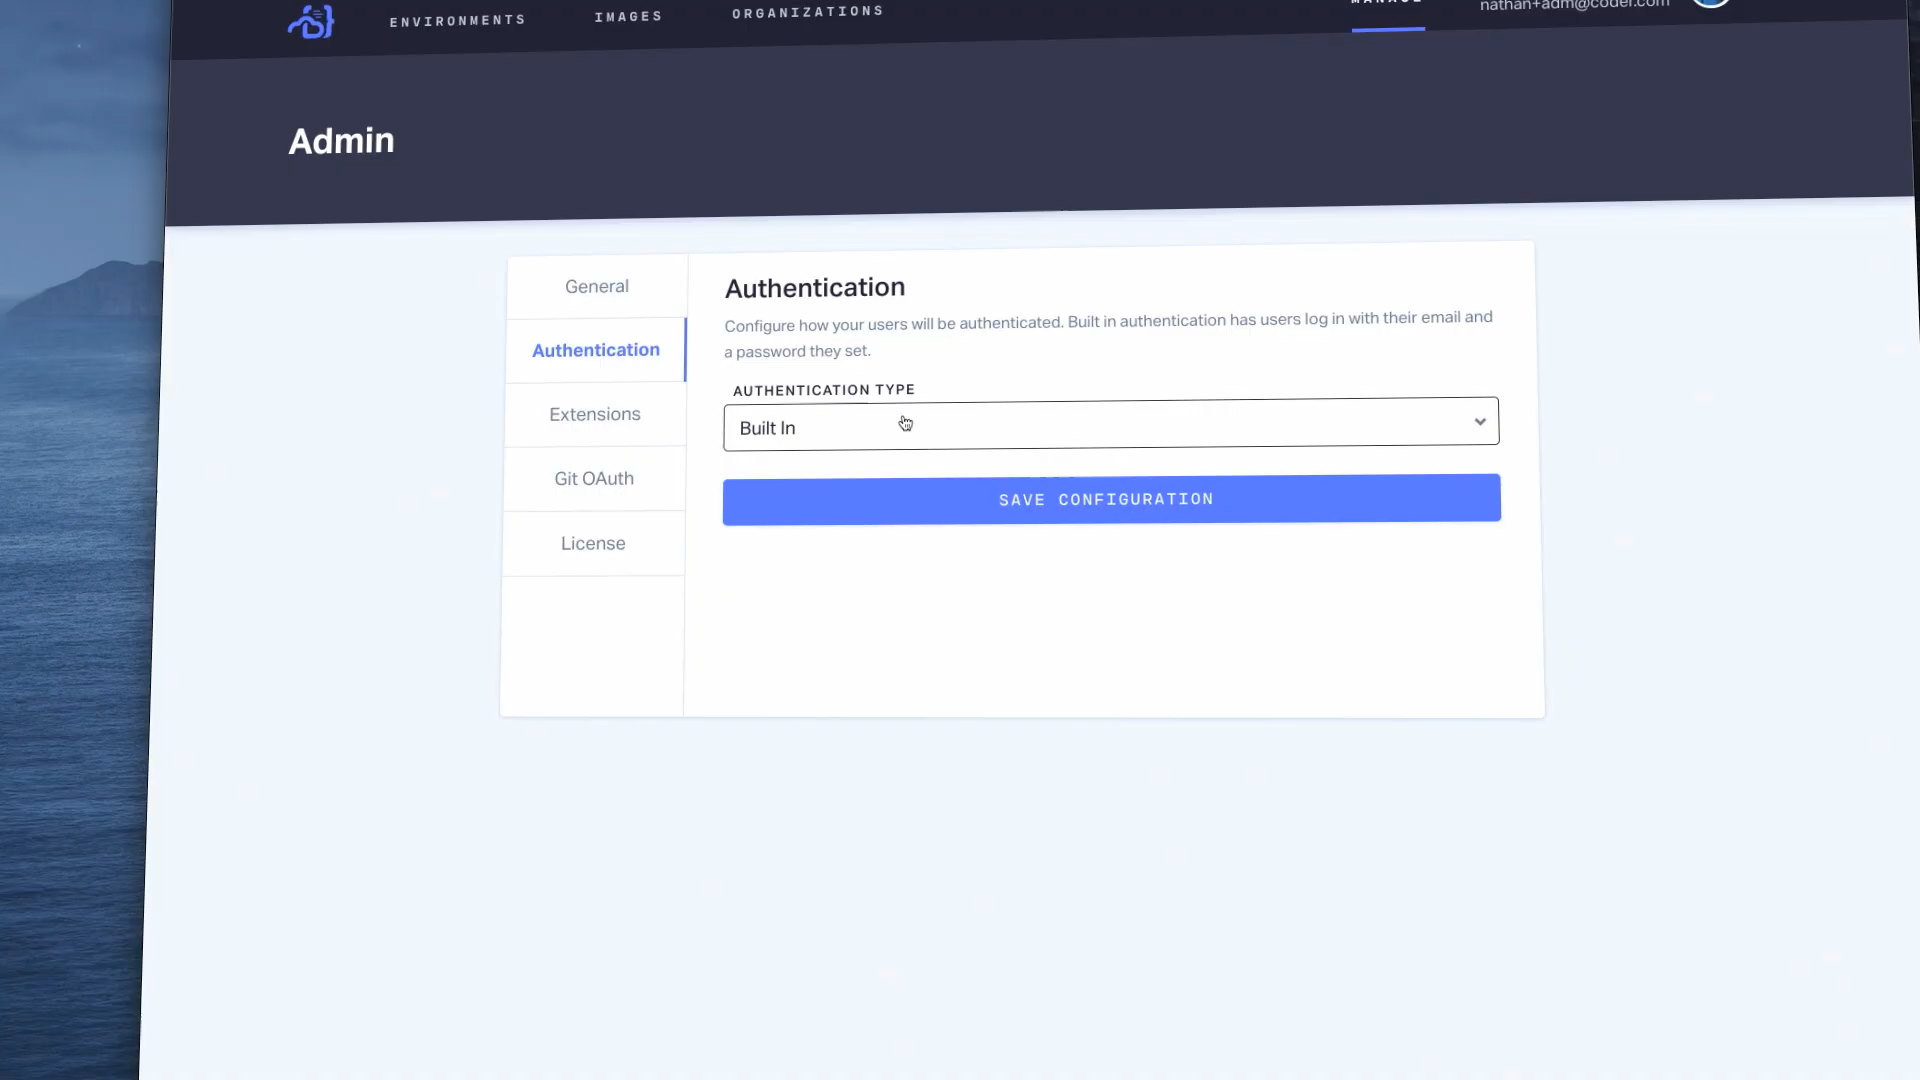 ENVIRONMENTS IMAGES ORGANIZATIONS MANAGE nathan+adm@coder.com
Admin
General
Authentication
Extensions
Git OAuth
License
Authentication
Configure how your users will be authenticated. Built in authentication has users log in with their email and
a password they set.
AUTHENTICATION TYPE
Built In
SAVE CONFIGURATION